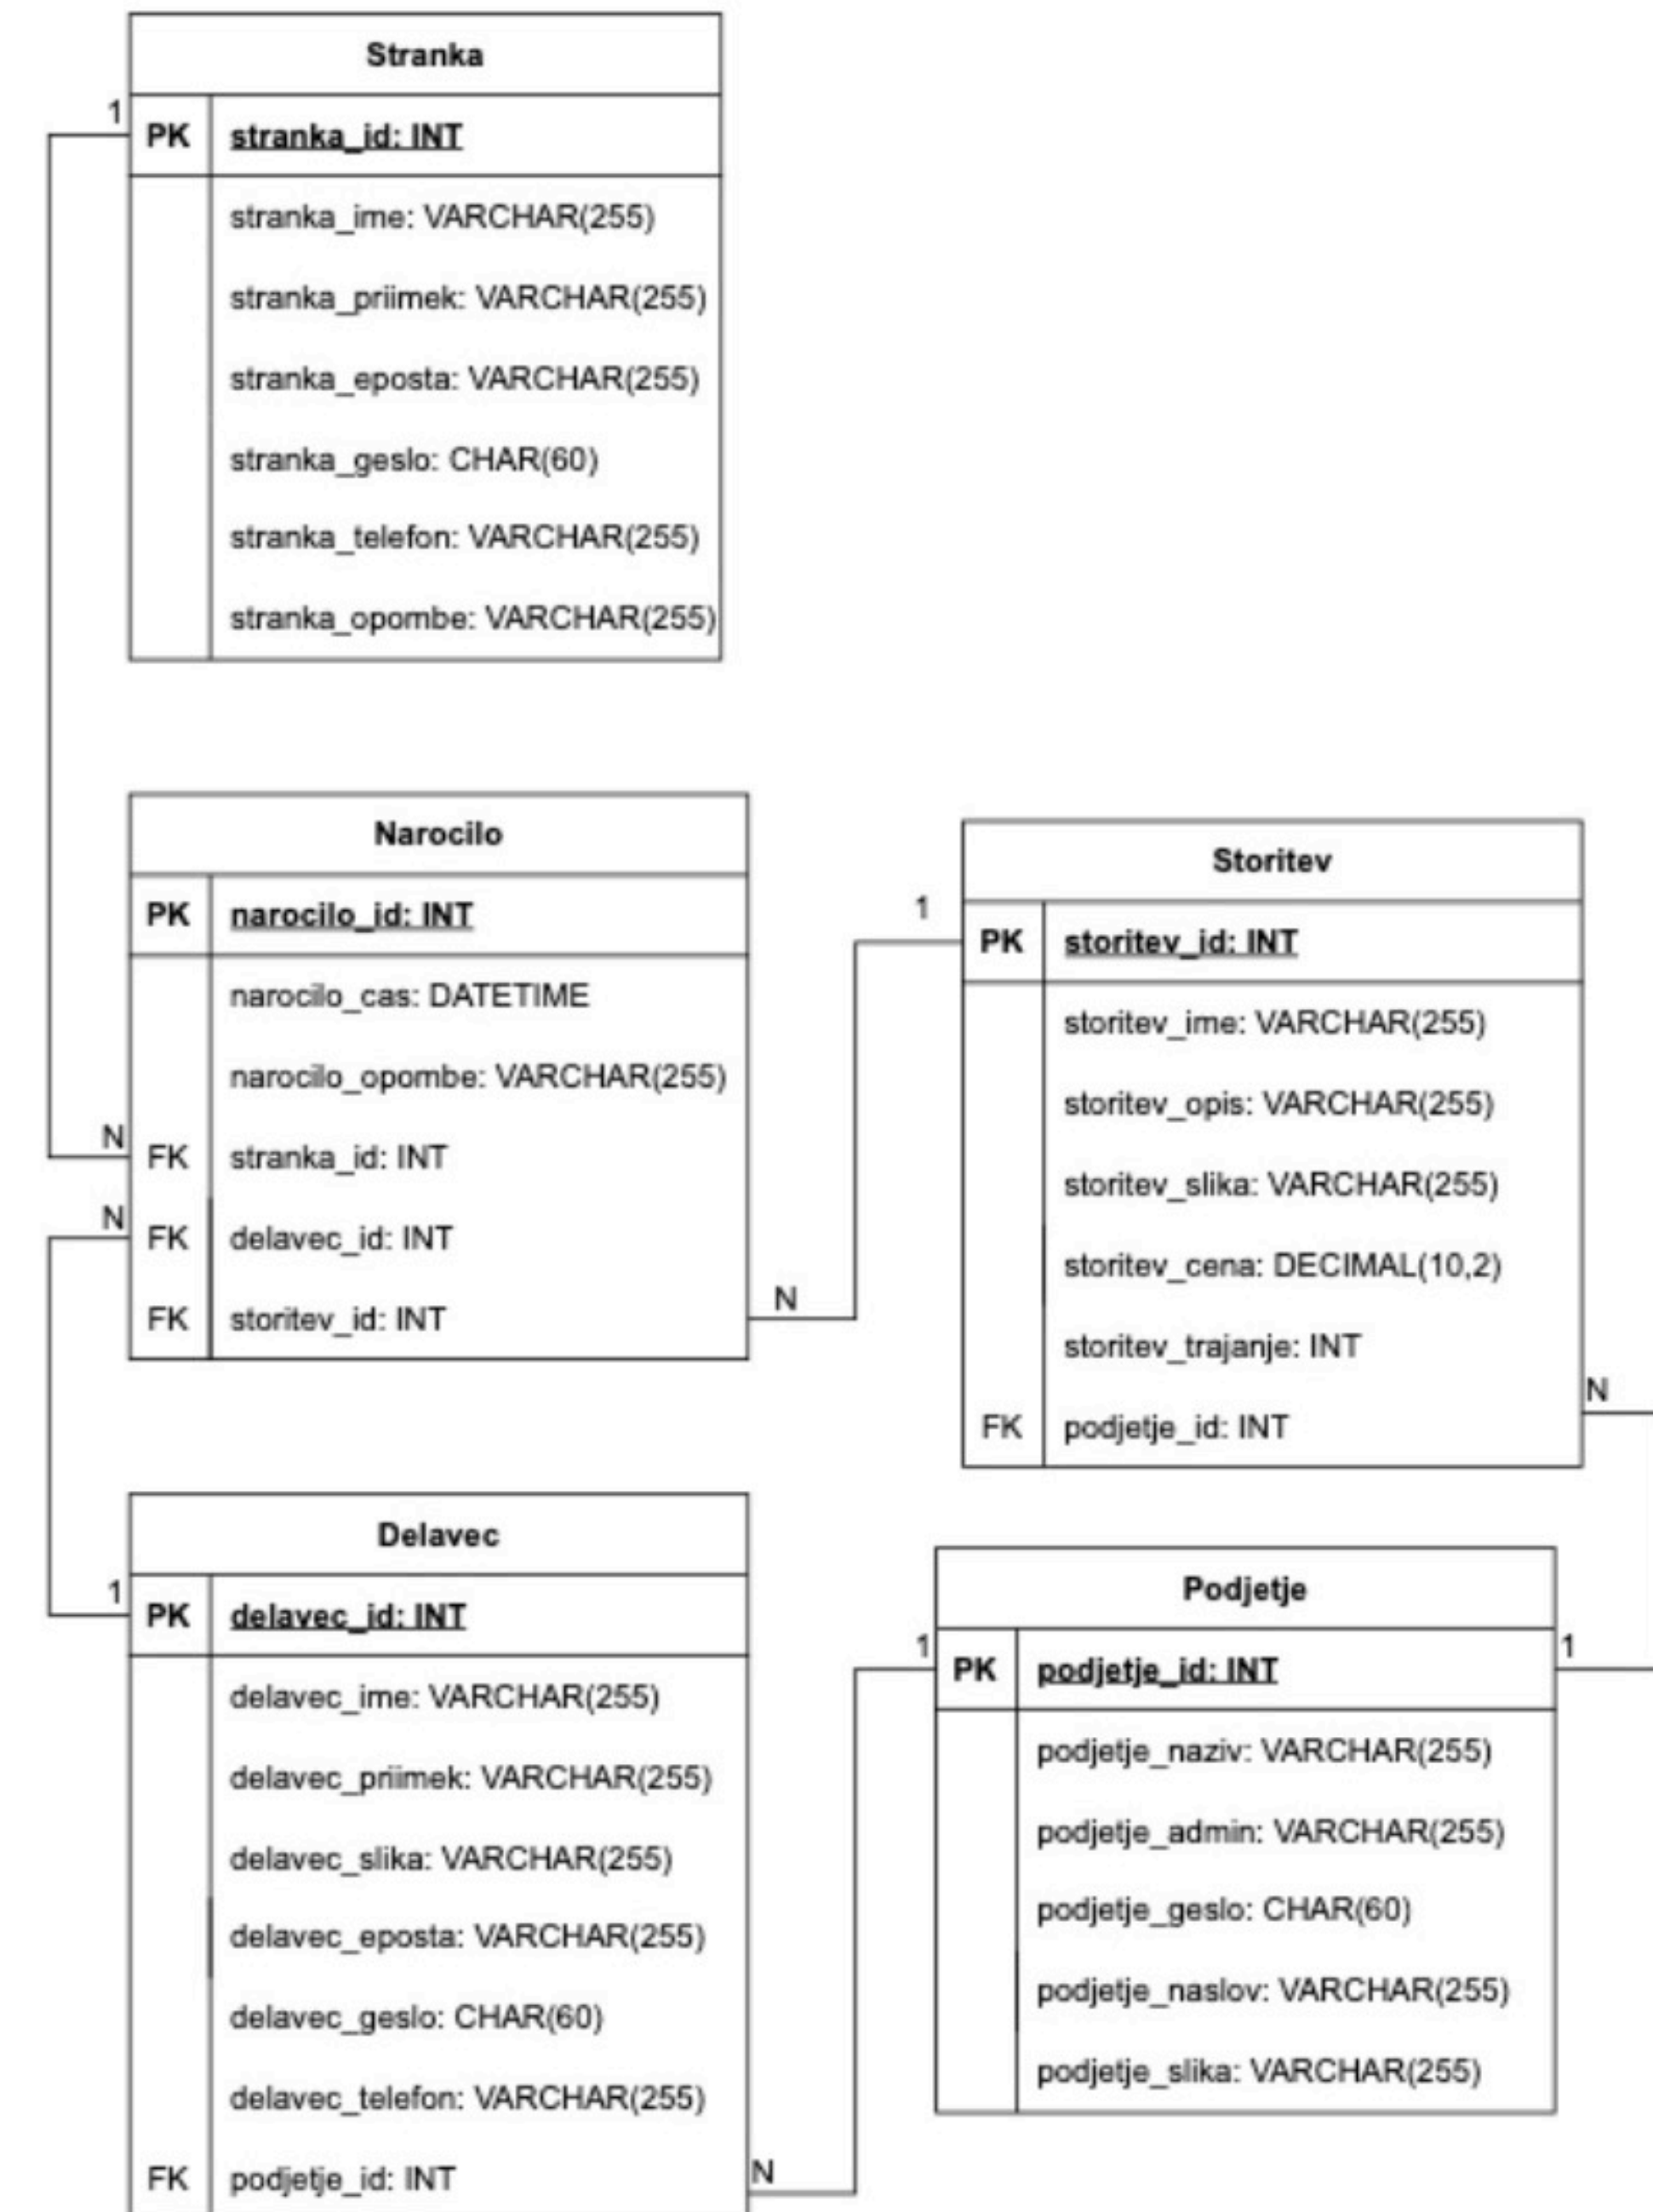 Stranka
1
PK stranka_id: INT
stranka_ime: VARCHAR(255)
stranka_priimek: VARCHAR(255)
stranka_eposta: VARCHAR(255)
stranka_geslo: CHAR(60)
stranka_telefon: VARCHAR(255)
stranka_opombe: VARCHAR(255)
Narocilo
PK narocilo_id: INT
narocilo_cas: DATETIME
narocilo_opombe: VARCHAR(255)
N
FK stranka_id: INT
N
FK delavec_id: INT
FK storitev_id: INT
N
Storitev
1
PK storitev_id: INT
storitev_ime: VARCHAR(255)
storitev_opis: VARCHAR(255)
storitev_slika: VARCHAR(255)
storitev_cena: DECIMAL(10,2)
storitev_trajanje: INT
N
FK podjetje_id: INT
Delavec
1
PK delavec_id: INT
delavec_ime: VARCHAR(255)
delavec_priimek: VARCHAR(255)
delavec_slika: VARCHAR(255)
delavec_eposta: VARCHAR(255)
delavec_geslo: CHAR(60)
delavec_telefon: VARCHAR(255)
FK podjetje_id: INT
N
Podjetje
1
1
PK podjetje_id: INT
podjetje_naziv: VARCHAR(255)
podjetje_admin: VARCHAR(255)
podjetje_geslo: CHAR(60)
podjetje_naslov: VARCHAR(255)
podjetje_slika: VARCHAR(255)